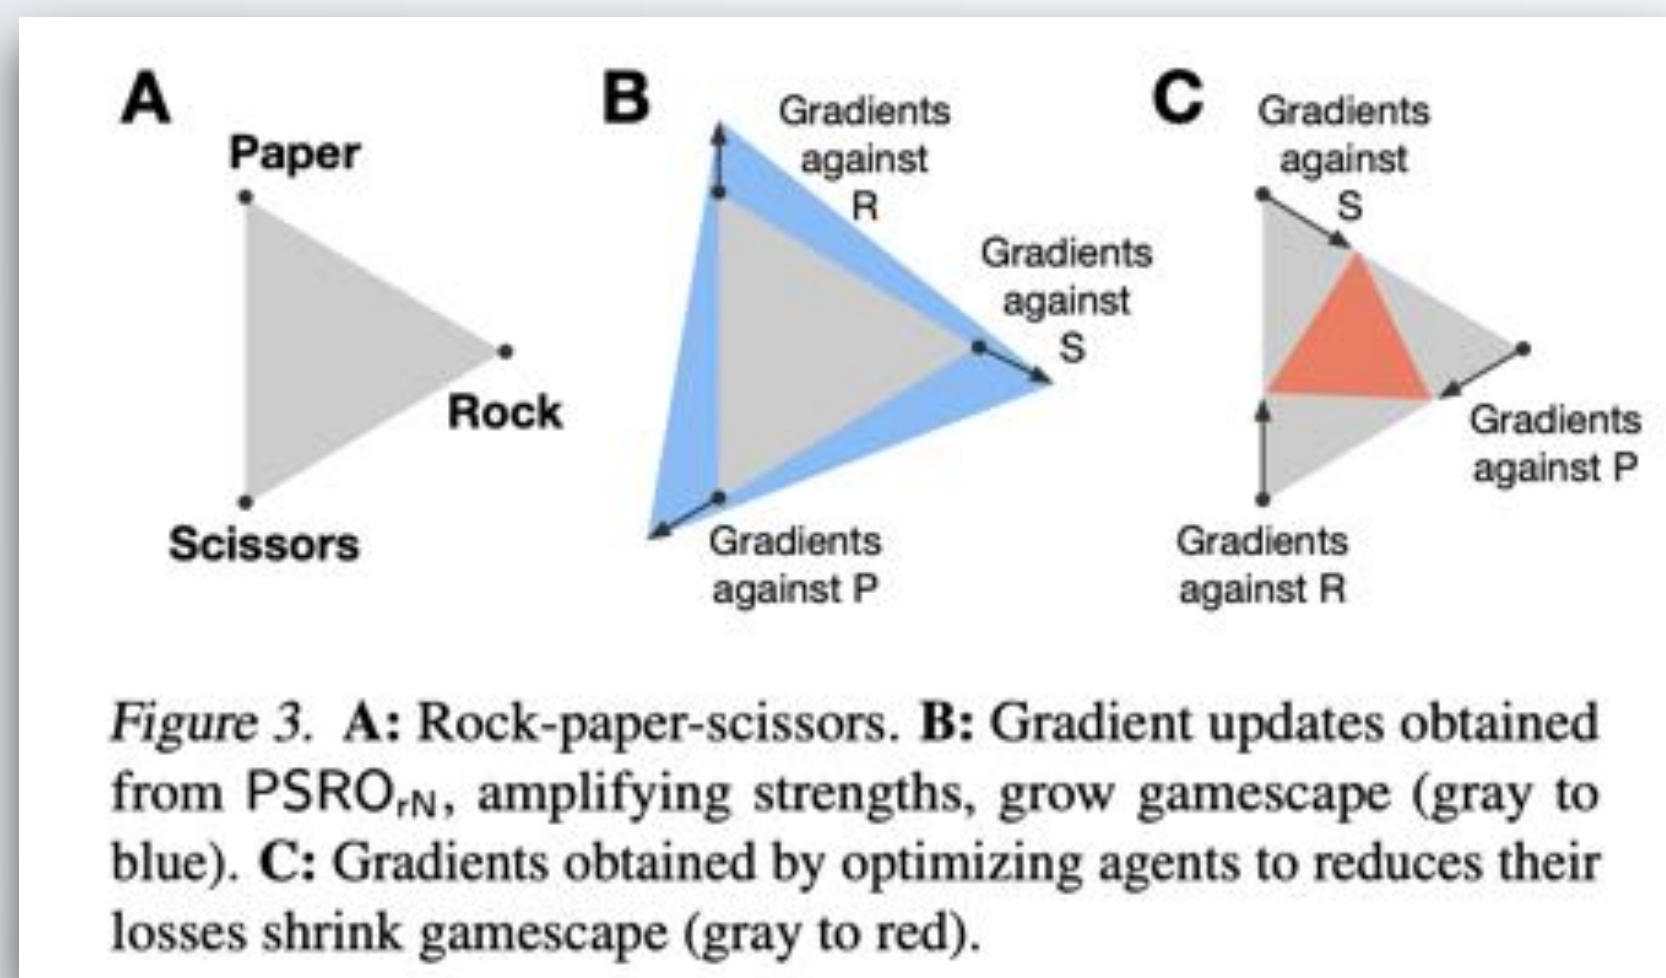 A
Paper
Rock
Scissors
B
Gradients
against
R
Gradients
against
S
Gradients
against P
C
Gradients
against
S
Gradients
against P
Gradients
against R
Figure 3. A: Rock-paper-scissors. B: Gradient updates obtained
from PSROrN, amplifying strengths, grow gamescape (gray to
blue). C: Gradients obtained by optimizing agents to reduces their
losses shrink gamescape (gray to red).